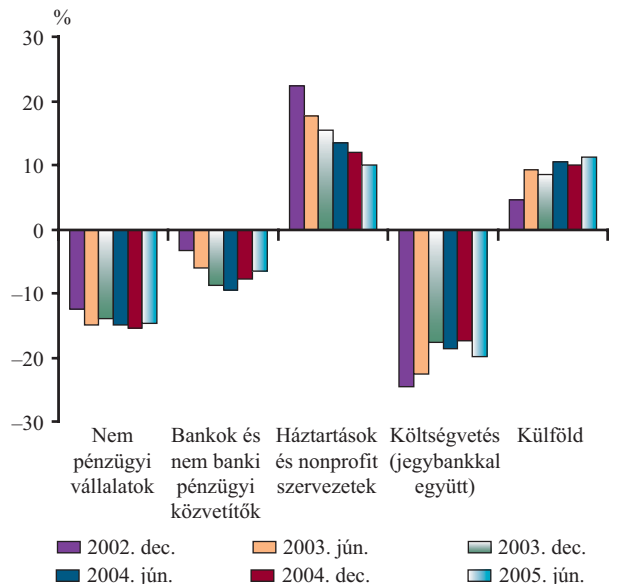 %
30
20
10
0
–10
–20
–30
Nem
pénzügyi
vállalatok
Bankok és
nem banki
pénzügyi
közvetítők
Háztartások
és nonprofit
szervezetek
Költségvetés
(jegybankkal
együtt)
Külföld
2002. dec.
2003. jún.
2003. dec.
2004. jún.
2004. dec.
2005. jún.